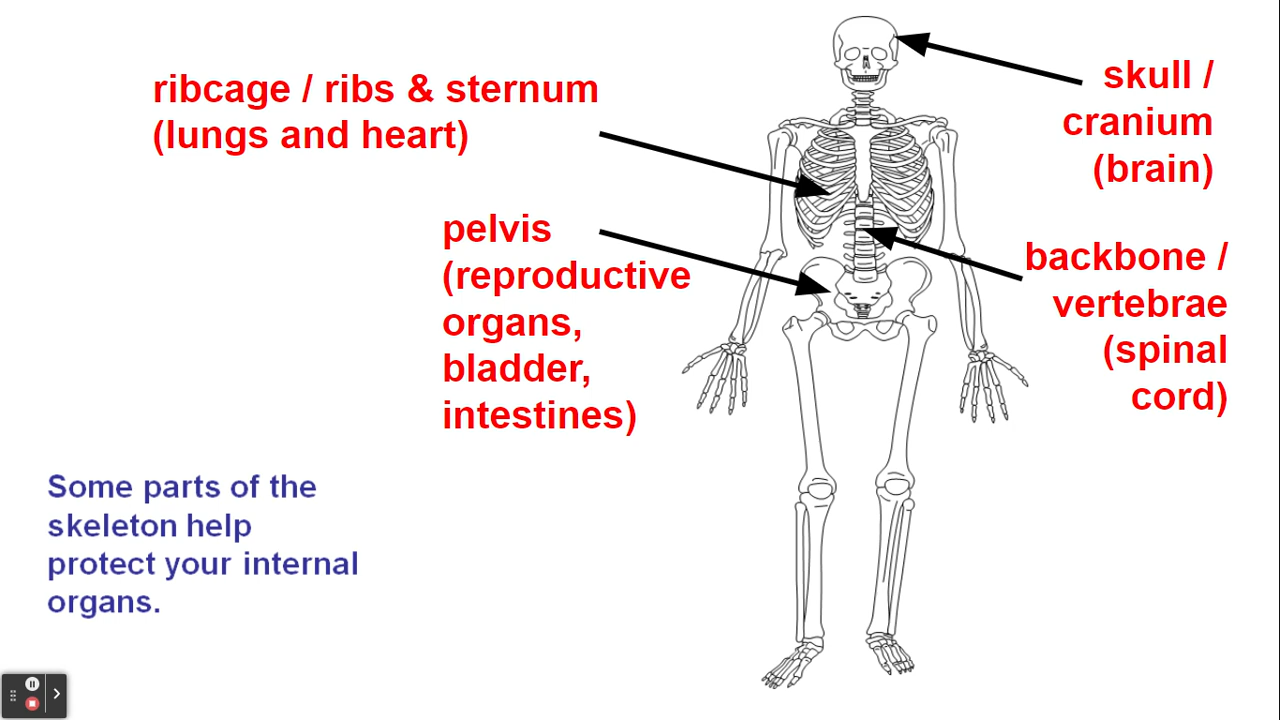 ribcage / ribs & sternum
(lungs and heart)
skull /
cranium
(brain)
pelvis
(reproductive
organs,
bladder,
intestines)
backbone /
vertebrae
(spinal
cord)
Some parts of the
skeleton help
protect your internal
organs.